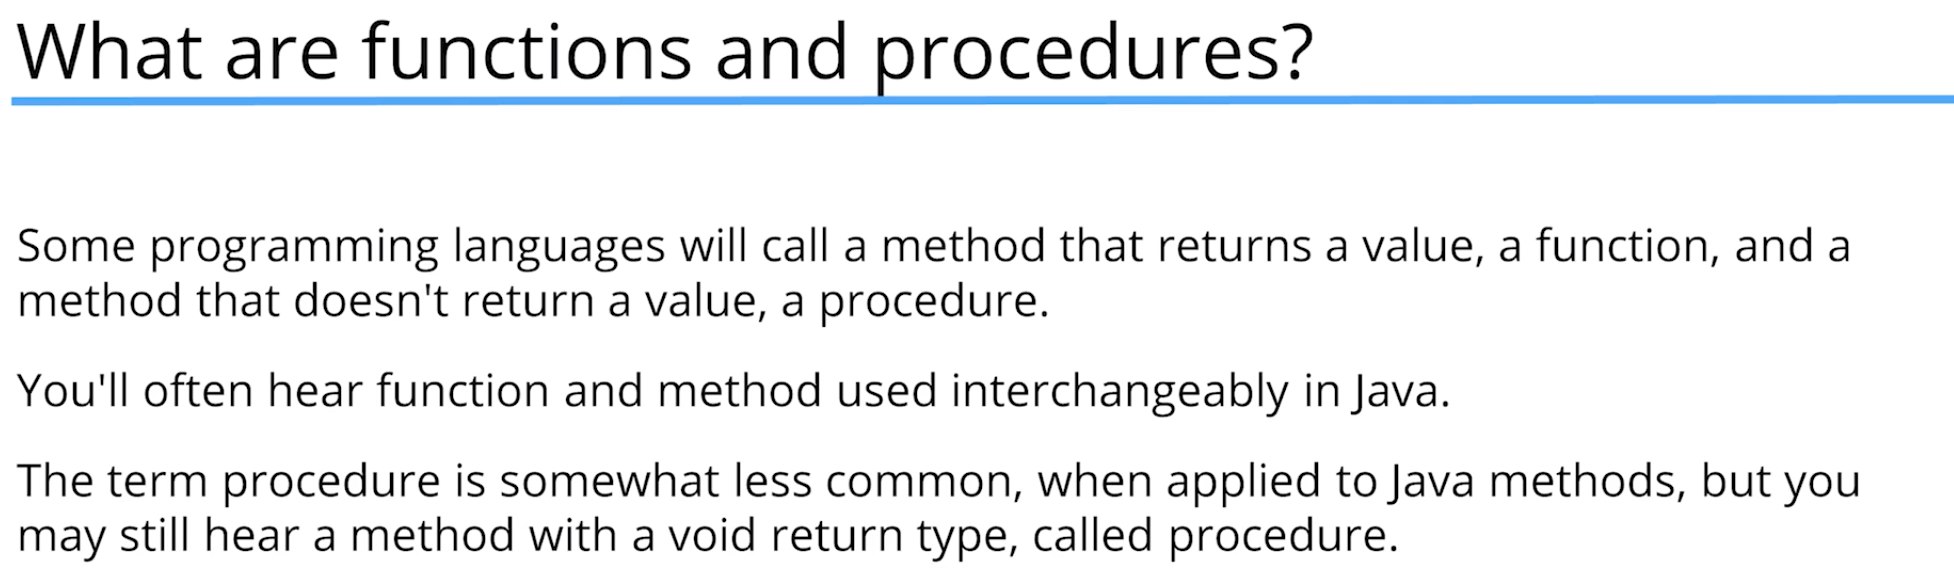 What are functions and procedures?
Some programming languages will call a method that returns a value, a function, and a
method that doesn't return a value, a procedure.
You'll often hear function and method used interchangeably in Java.
The term procedure is somewhat less common, when applied to Java methods, but you
may still hear a method with a void return type, called procedure.